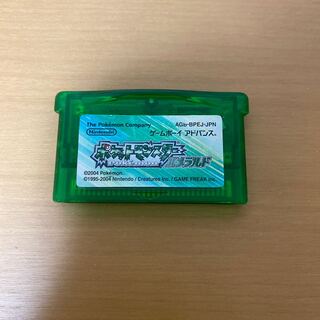 The Pokémon Company
AGB-BPEJ-JPN
Nintendo
ゲームボーイアドバンス
ポケットモンスター
エメラルド
©2004 Pokémon.
©1995-2004 Nintendo / Creatures inc. / GAME FREAK inc.